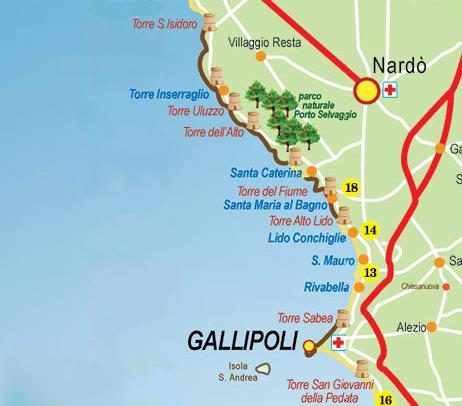 Torre S.Isidoro
Villaggio Resta
Nardò
Torre Inserraglio
parco
naturale
Porto Selvaggio
Torre Uluzzo
Torre dell'Alto
Ga
Santa Caterina
S
Torre del Fiume
18
Santa Maria al Bagno
Torre Alto Lido
14
Lido Conchiglie
S. Mauro
Sa
13
Rivabella
Chiesanuova
Torre Sabea
Alezio
GALLIPOLI
Isola
S. Andrea
Torre San Giovanni
della Pedata
16